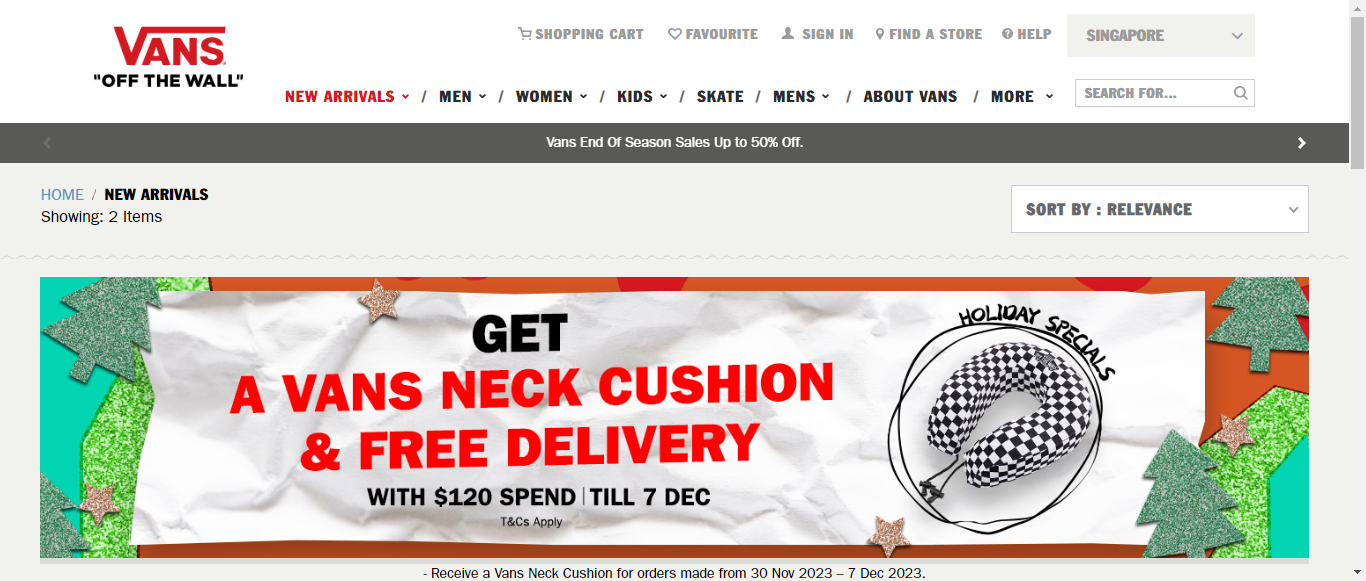 VANS
"OFF THE WALL"
SHOPPING CART
FAVOURITE
SIGN IN
FIND A STORE
HELP
SINGAPORE
NEW ARRIVALS / MEN / WOMEN / KIDS / SKATE / MENS / ABOUT VANS / MORE
SEARCH FOR...
Vans End Of Season Sales Up to 50% Off.
HOME / NEW ARRIVALS
Showing: 2 Items
SORT BY : RELEVANCE
GET
A VANS NECK CUSHION
& FREE DELIVERY
WITH $120 SPEND | TILL 7 DEC
T&Cs Apply
HOLIDAY SPECIALS
- Receive a Vans Neck Cushion for orders made from 30 Nov 2023 – 7 Dec 2023.